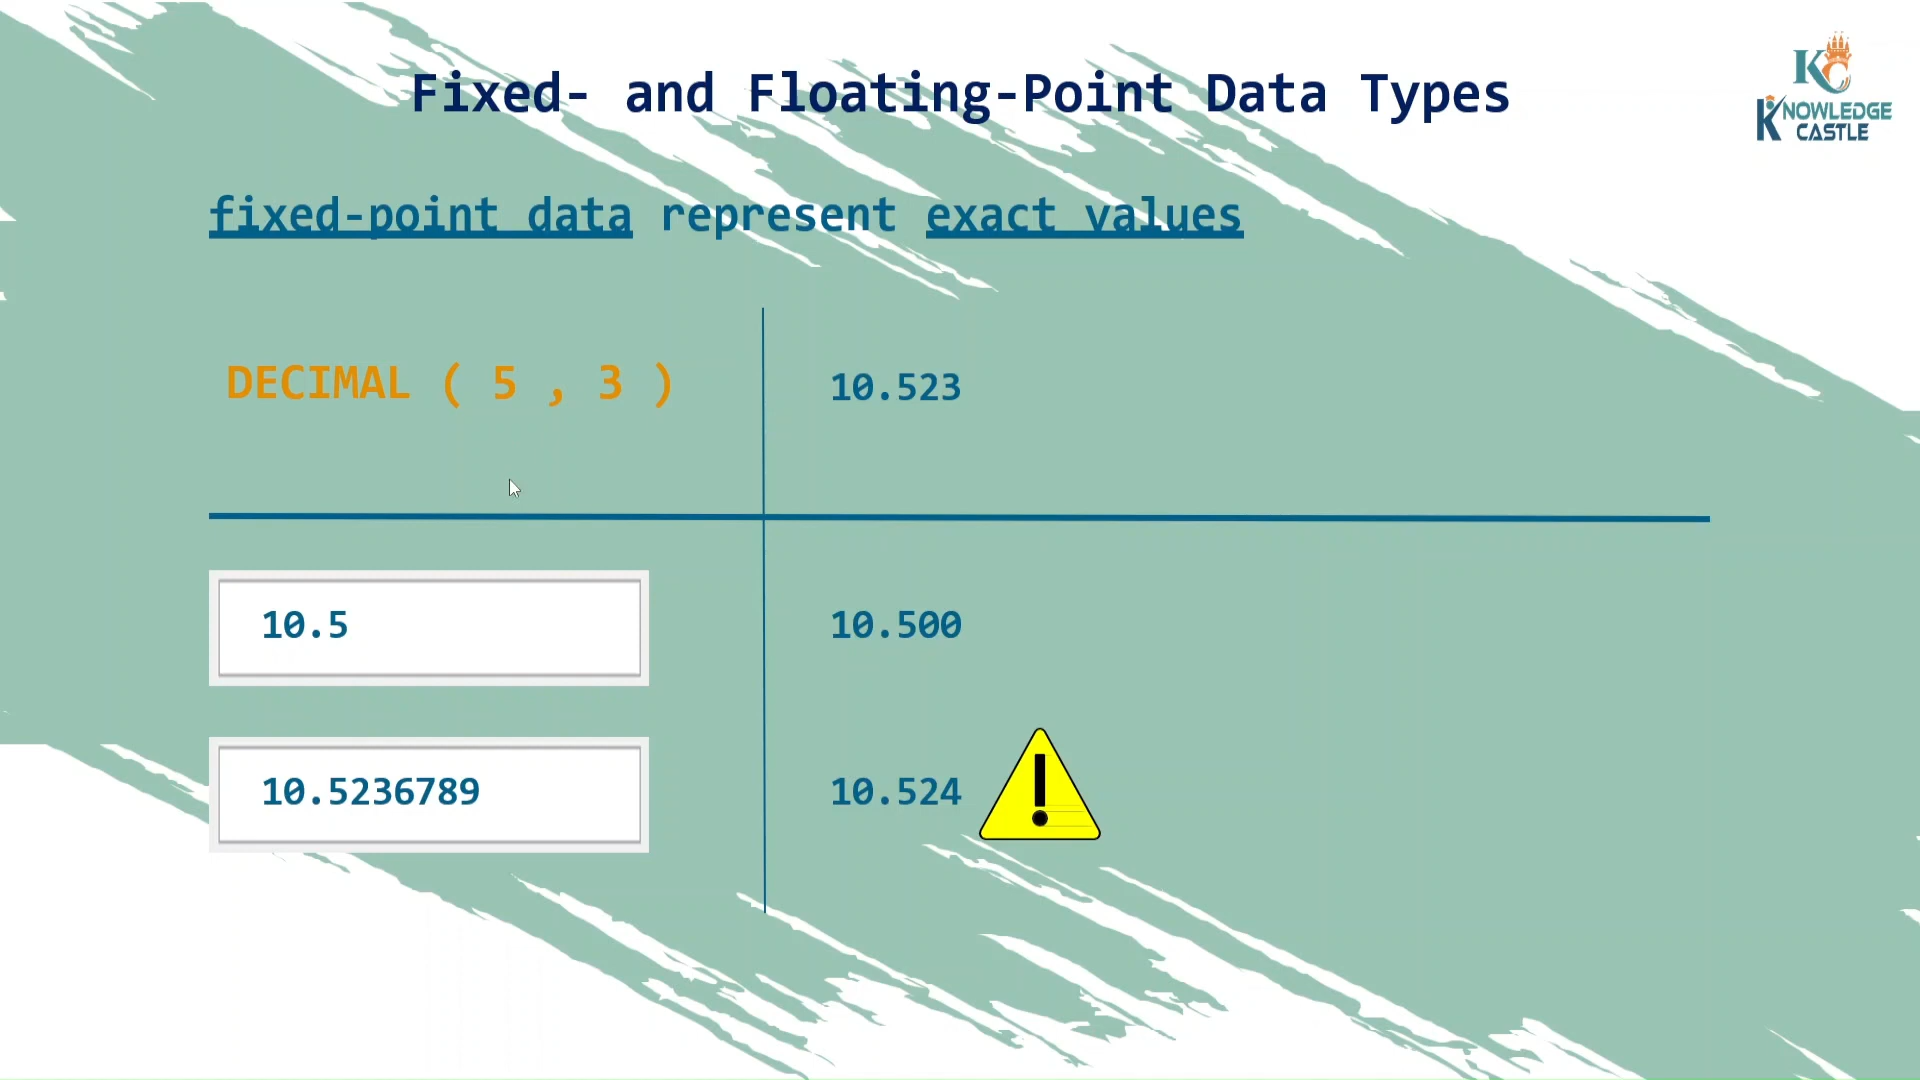 Fixed- and Floating-Point Data Types
KC
KNOWLEDGE
CASTLE
fixed-point data represent exact values
DECIMAL ( 5 , 3 )
10.523
10.5
10.500
10.5236789
10.524